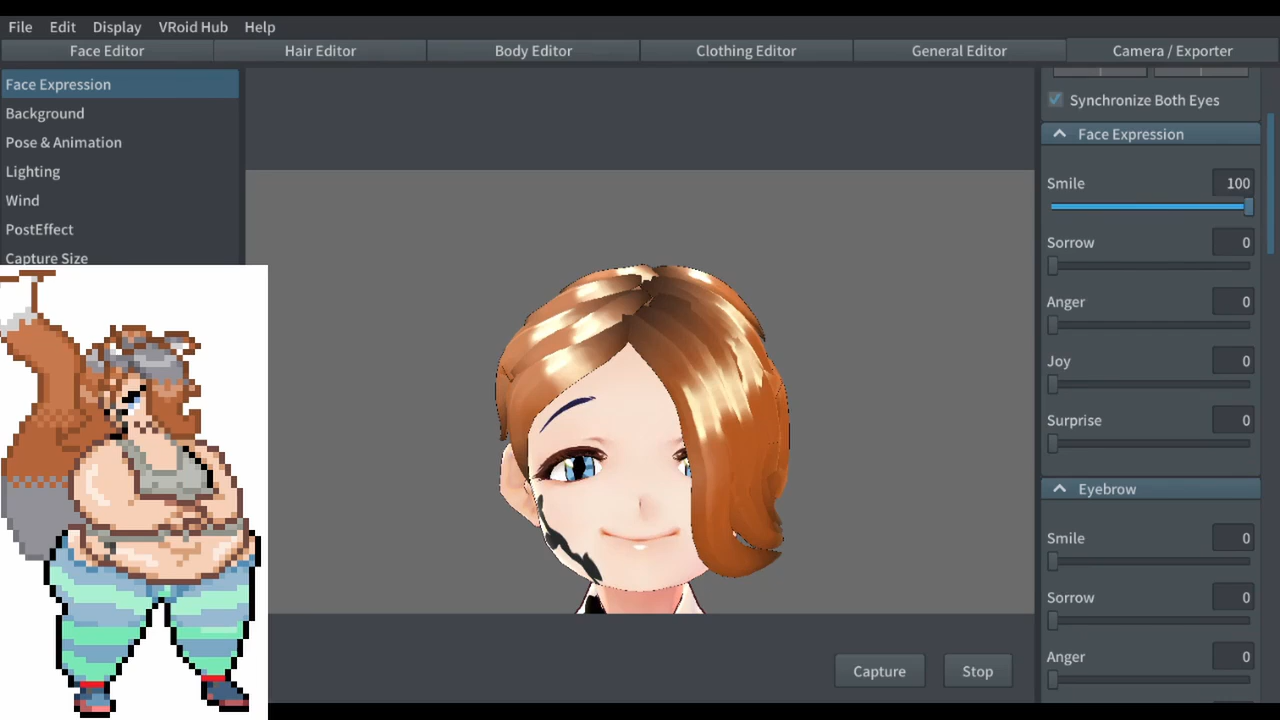 File Edit Display VRoid Hub Help
Face Editor Hair Editor Body Editor Clothing Editor General Editor Camera / Exporter
Face Expression
Background
Pose & Animation
Lighting
Wind
PostEffect
Capture Size
Synchronize Both Eyes
Face Expression
Smile 100
Sorrow 0
Anger 0
Joy 0
Surprise 0
Eyebrow
Smile 0
Sorrow 0
Anger 0
Capture Stop